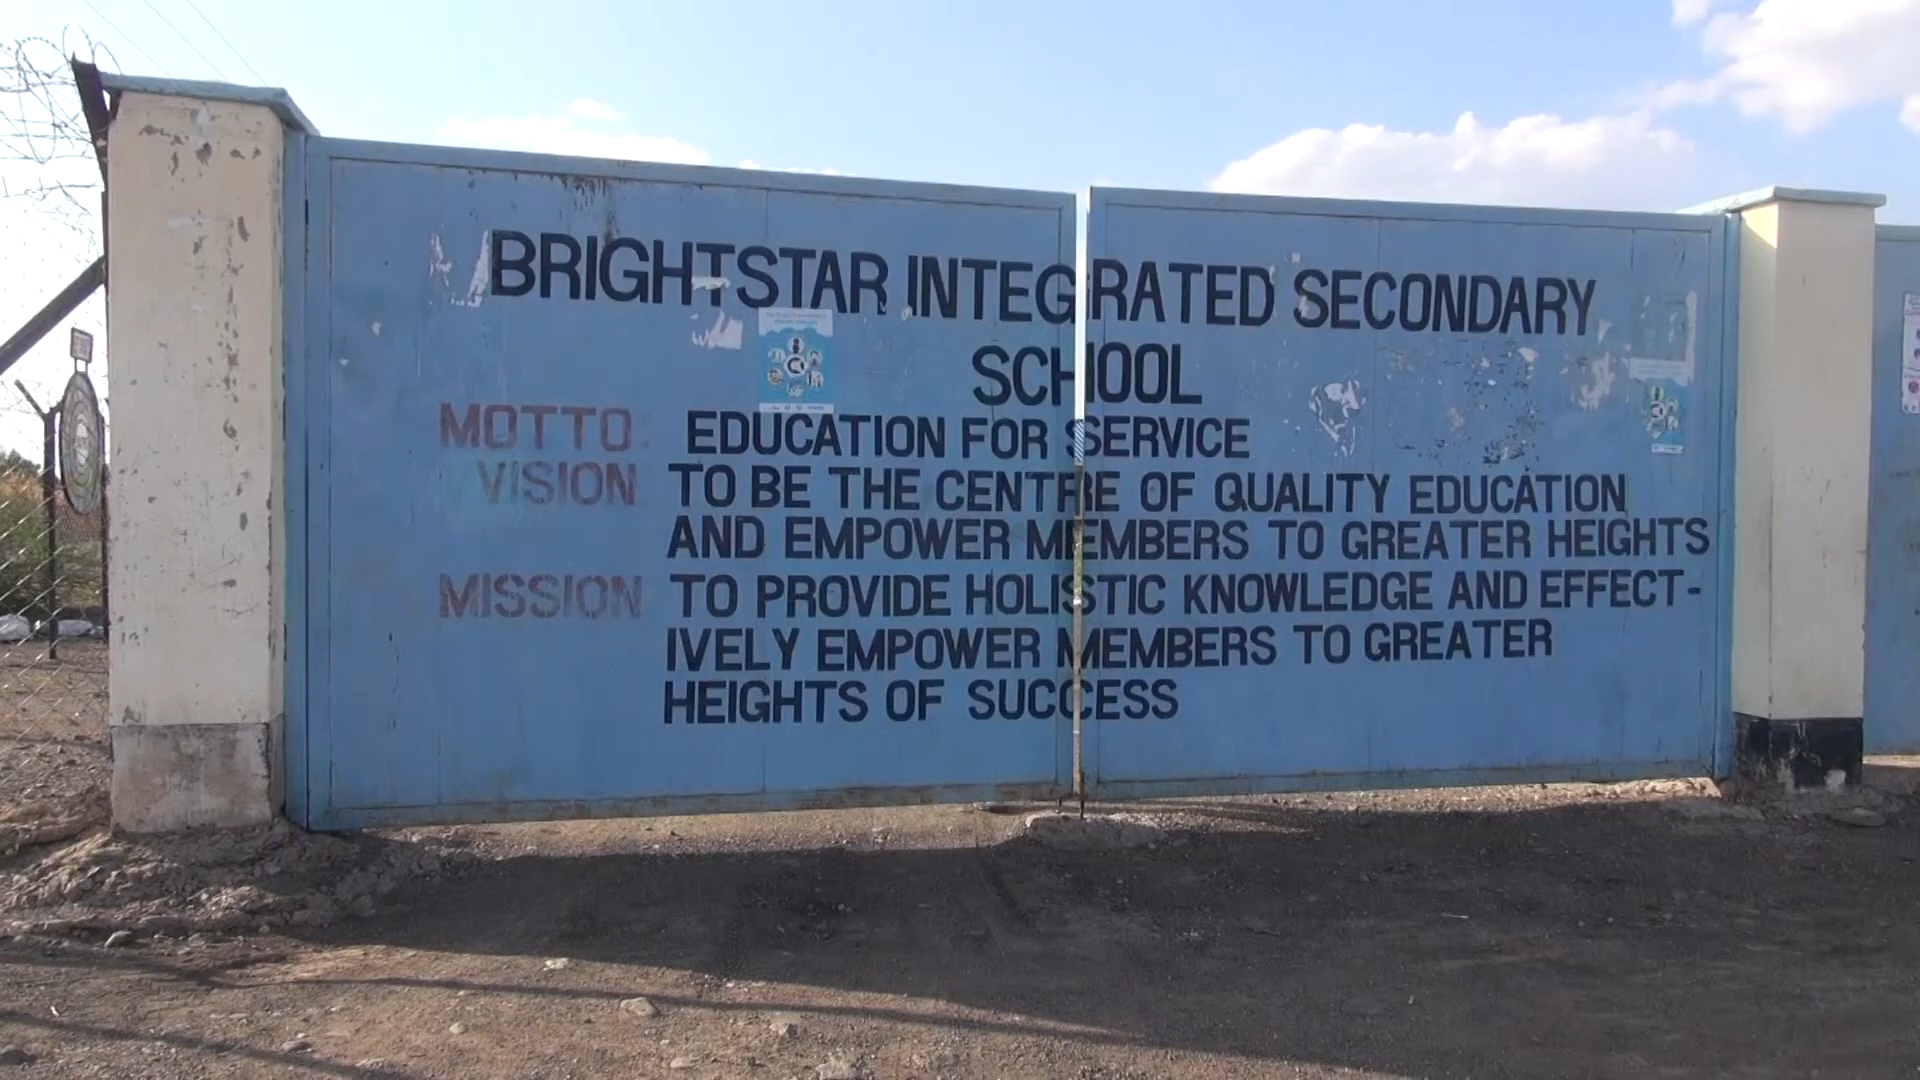 BRIGHTSTAR INTEGRATED SECONDARY
SCHOOL
MOTTO: EDUCATION FOR SERVICE
VISION TO BE THE CENTRE OF QUALITY EDUCATION
AND EMPOWER MEMBERS TO GREATER HEIGHTS
MISSION TO PROVIDE HOLISTIC KNOWLEDGE AND EFFECT-
IVELY EMPOWER MEMBERS TO GREATER
HEIGHTS OF SUCCESS